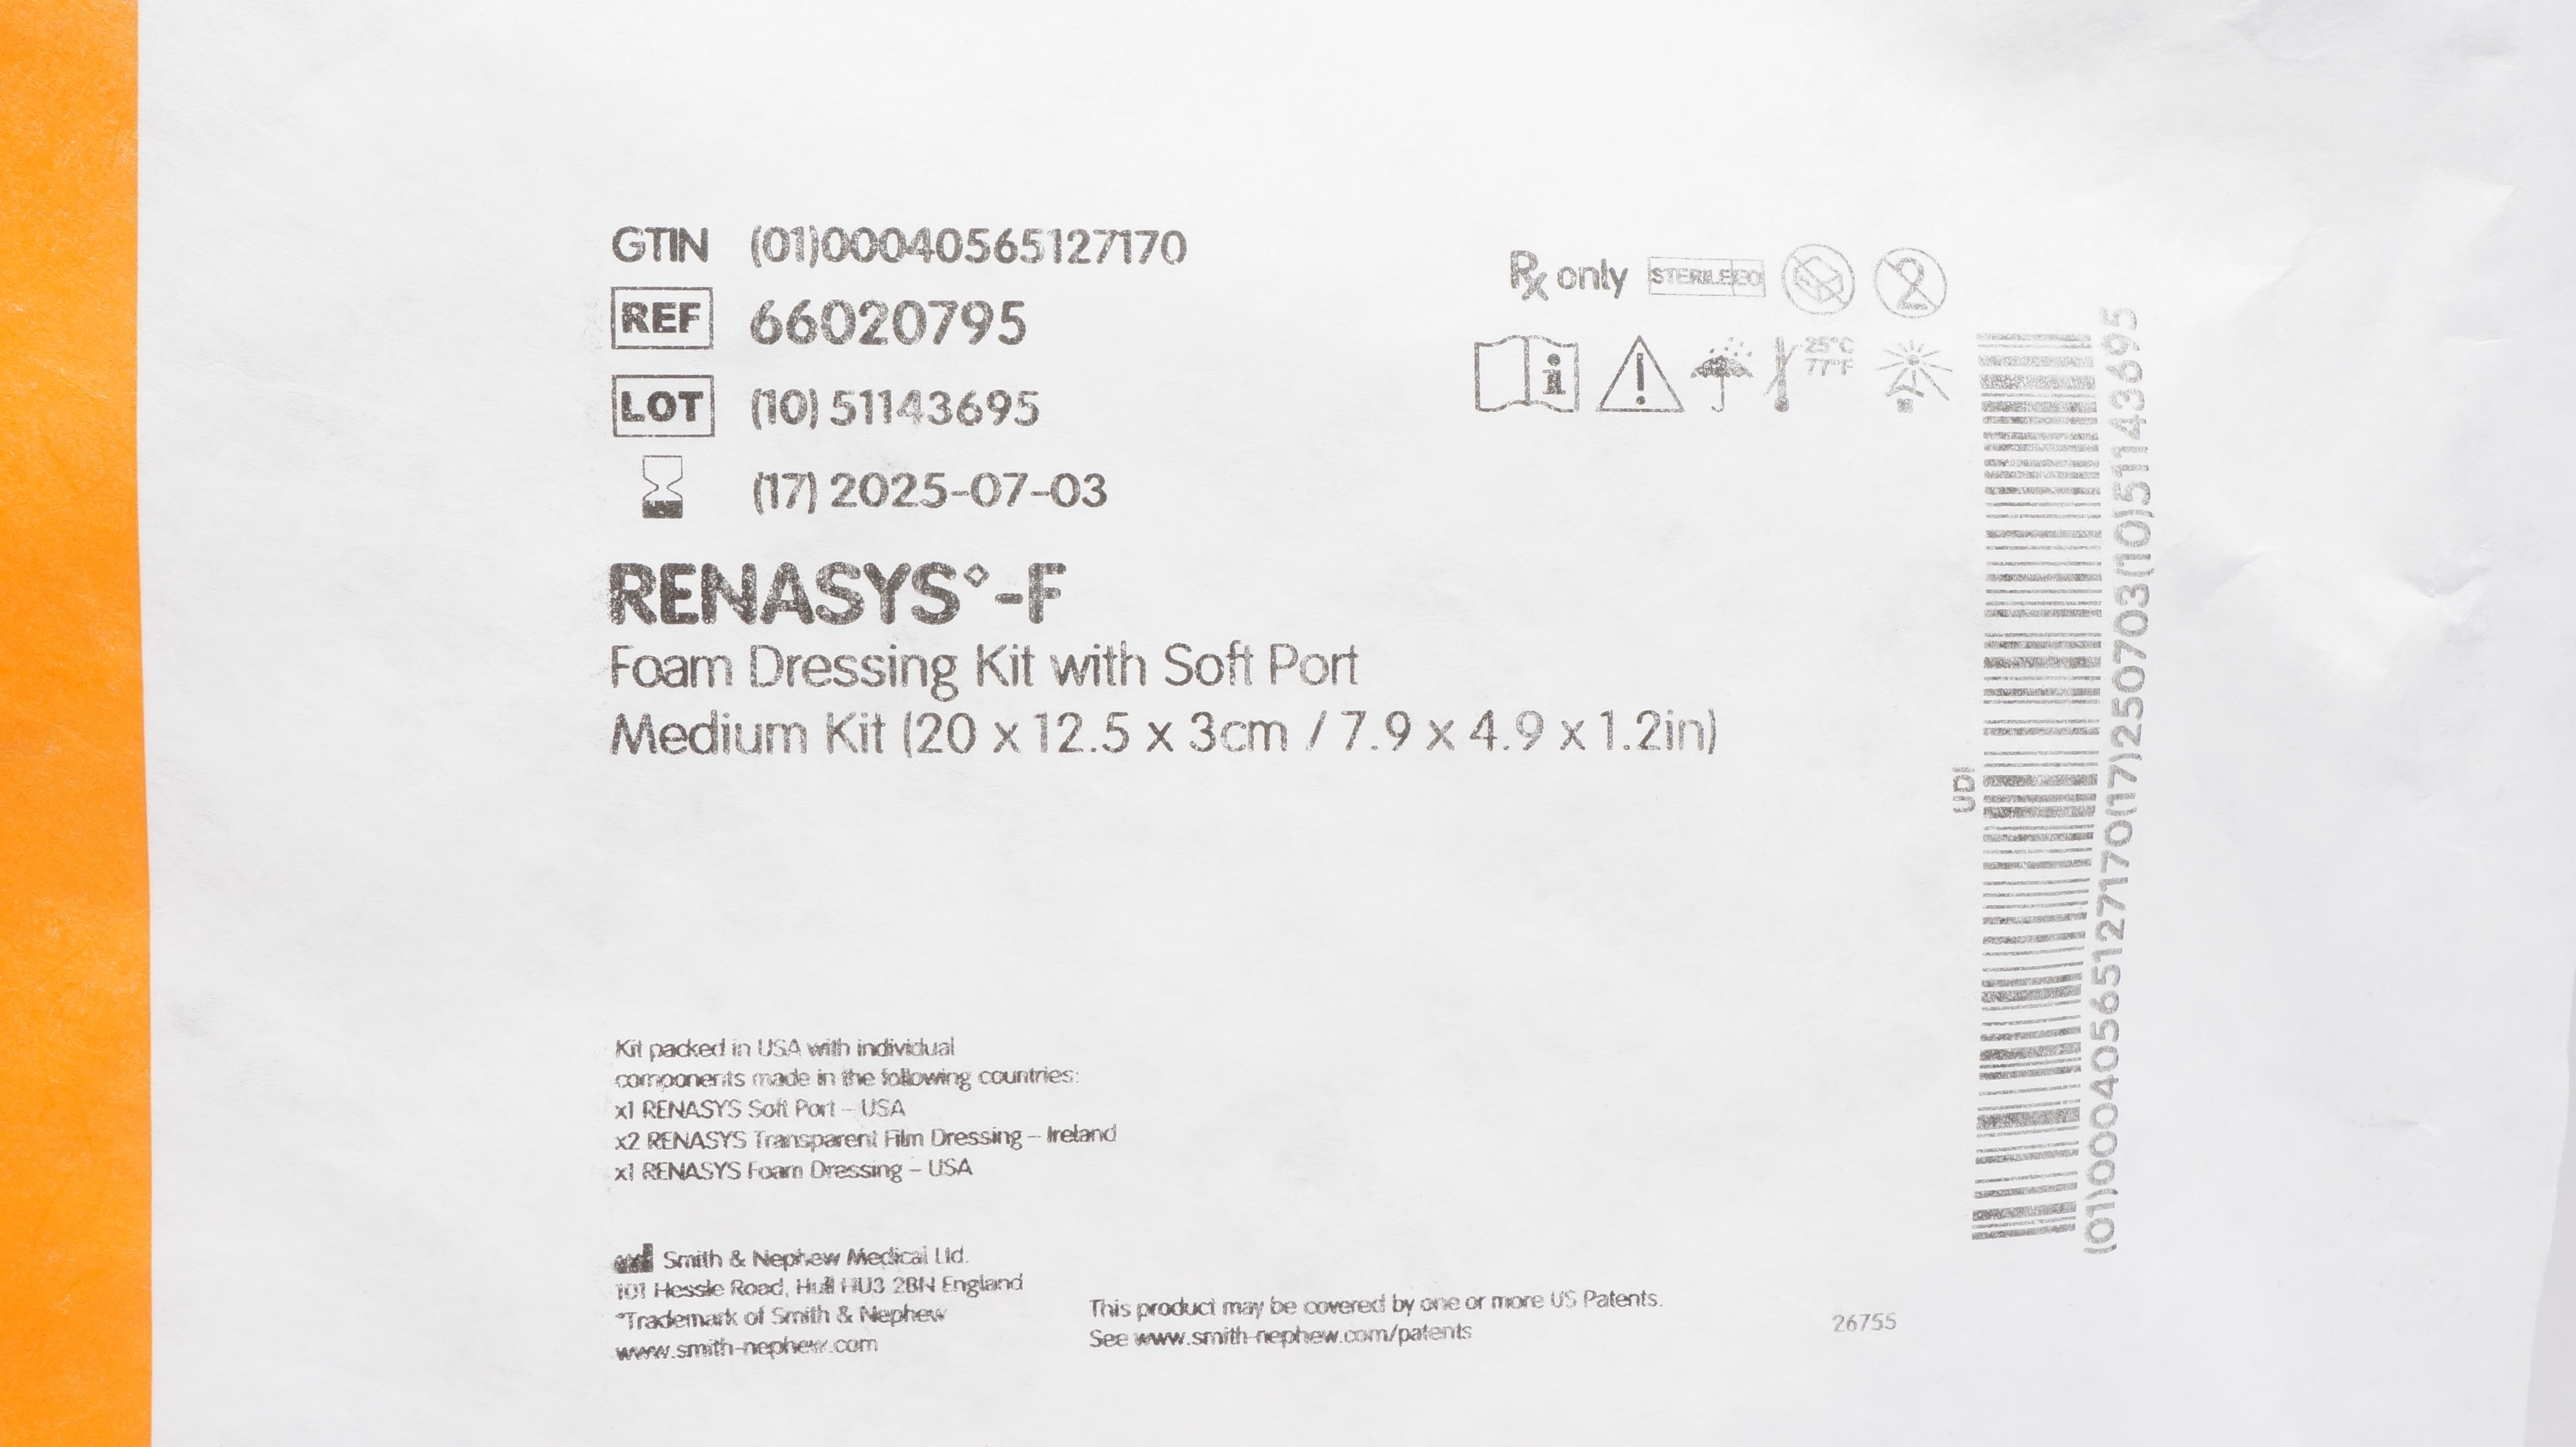 GTIN (01)00040565127170
REF 66020795
LOT (10) 51143695
(17) 2025-07-03
RENASYS◊-F
Foam Dressing Kit with Soft Port
Medium Kit (20 x 12.5 x 3cm / 7.9 x 4.9 x 1.2in)
Rx only STERILE EO 2
i ! 25°C
77°F
UDI
(01)00040565127170(17)250703(10)51143695
Kit packed in USA with individual
components made in the following countries:
x1 RENASYS Soft Port – USA
x2 RENASYS Transparent Film Dressing – Ireland
x1 RENASYS Foam Dressing – USA
Smith & Nephew Medical Ltd.
101 Hessle Road, Hull HU3 2BN England
◊Trademark of Smith & Nephew
www.smith-nephew.com
This product may be covered by one or more US Patents.
See www.smith-nephew.com/patents
26755